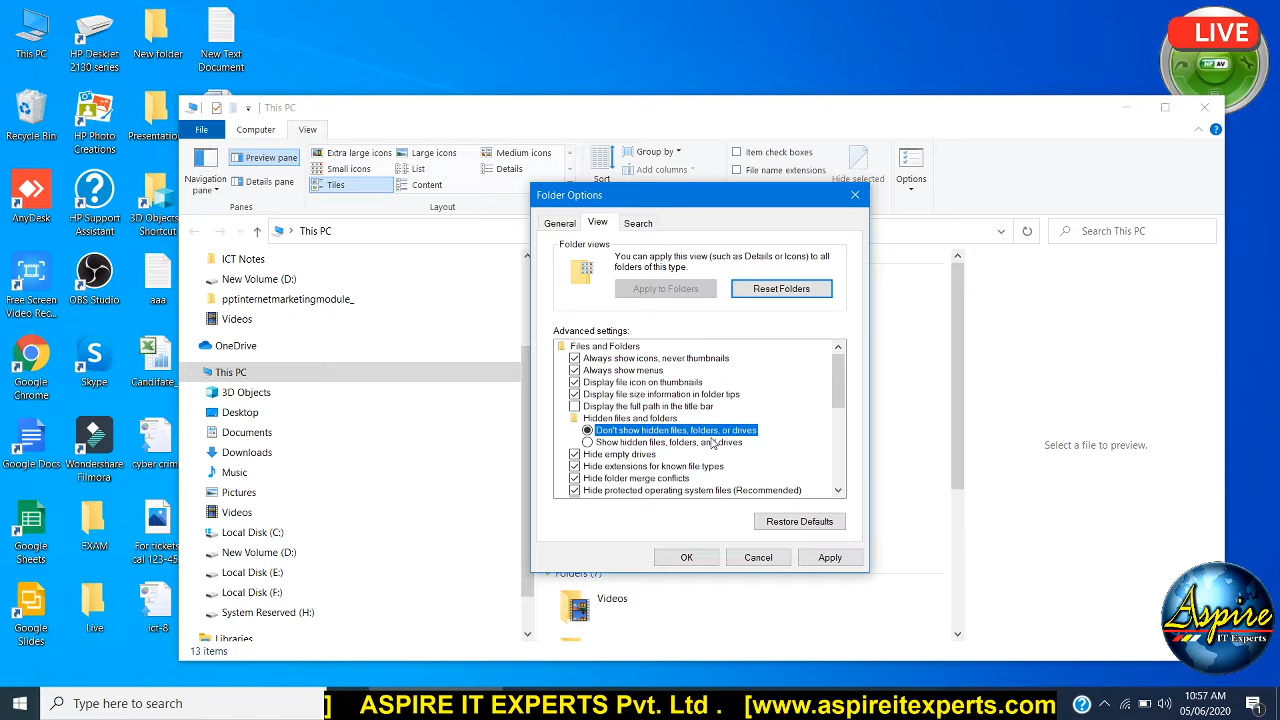 This PC
HP Deskjet
2130 series
New folder
New Text
Document
LIVE
HP AV
Recycle Bin
HP Photo
Creations
Presentation
AnyDesk
HP Support
Assistant
3D Objects
Shortcut
Free Screen
Video Rec...
OBS Studio
aaa
Google
Chrome
Skype
Candifate_
Google Docs
Wondershare
Filmora
cyber crim
Google
Sheets
EXAM
For tickets
cal 123-45
Google
Slides
Live
ict-8
This PC
File
Computer
View
Navigation
pane
Preview pane
Details pane
Panes
Extra large icons
Large icons
Medium icons
Small icons
List
Details
Tiles
Content
Layout
Sort
Group by
Add columns
Item check boxes
File name extensions
Hide selected
Options
This PC
Search This PC
ICT Notes
New Volume (D:)
pptinternetmarketingmodule_
Videos
OneDrive
This PC
3D Objects
Desktop
Documents
Downloads
Music
Pictures
Videos
Local Disk (C:)
New Volume (D:)
Local Disk (E:)
Local Disk (F:)
System Reserved (H:)
Libraries
13 items
Folders (7)
Videos
Select a file to preview.
Folder Options
General
View
Search
Folder views
You can apply this view (such as Details or Icons) to all
folders of this type.
Apply to Folders
Reset Folders
Advanced settings:
Files and Folders
Always show icons, never thumbnails
Always show menus
Display file icon on thumbnails
Display file size information in folder tips
Display the full path in the title bar
Hidden files and folders
Don't show hidden files, folders, or drives
Show hidden files, folders, and drives
Hide empty drives
Hide extensions for known file types
Hide folder merge conflicts
Hide protected operating system files (Recommended)
Restore Defaults
OK
Cancel
Apply
Aspire
IT Experts
Type here to search
] ASPIRE IT EXPERTS Pvt. Ltd . [www.aspireitexperts.com
10:57 AM
05/06/2020
1